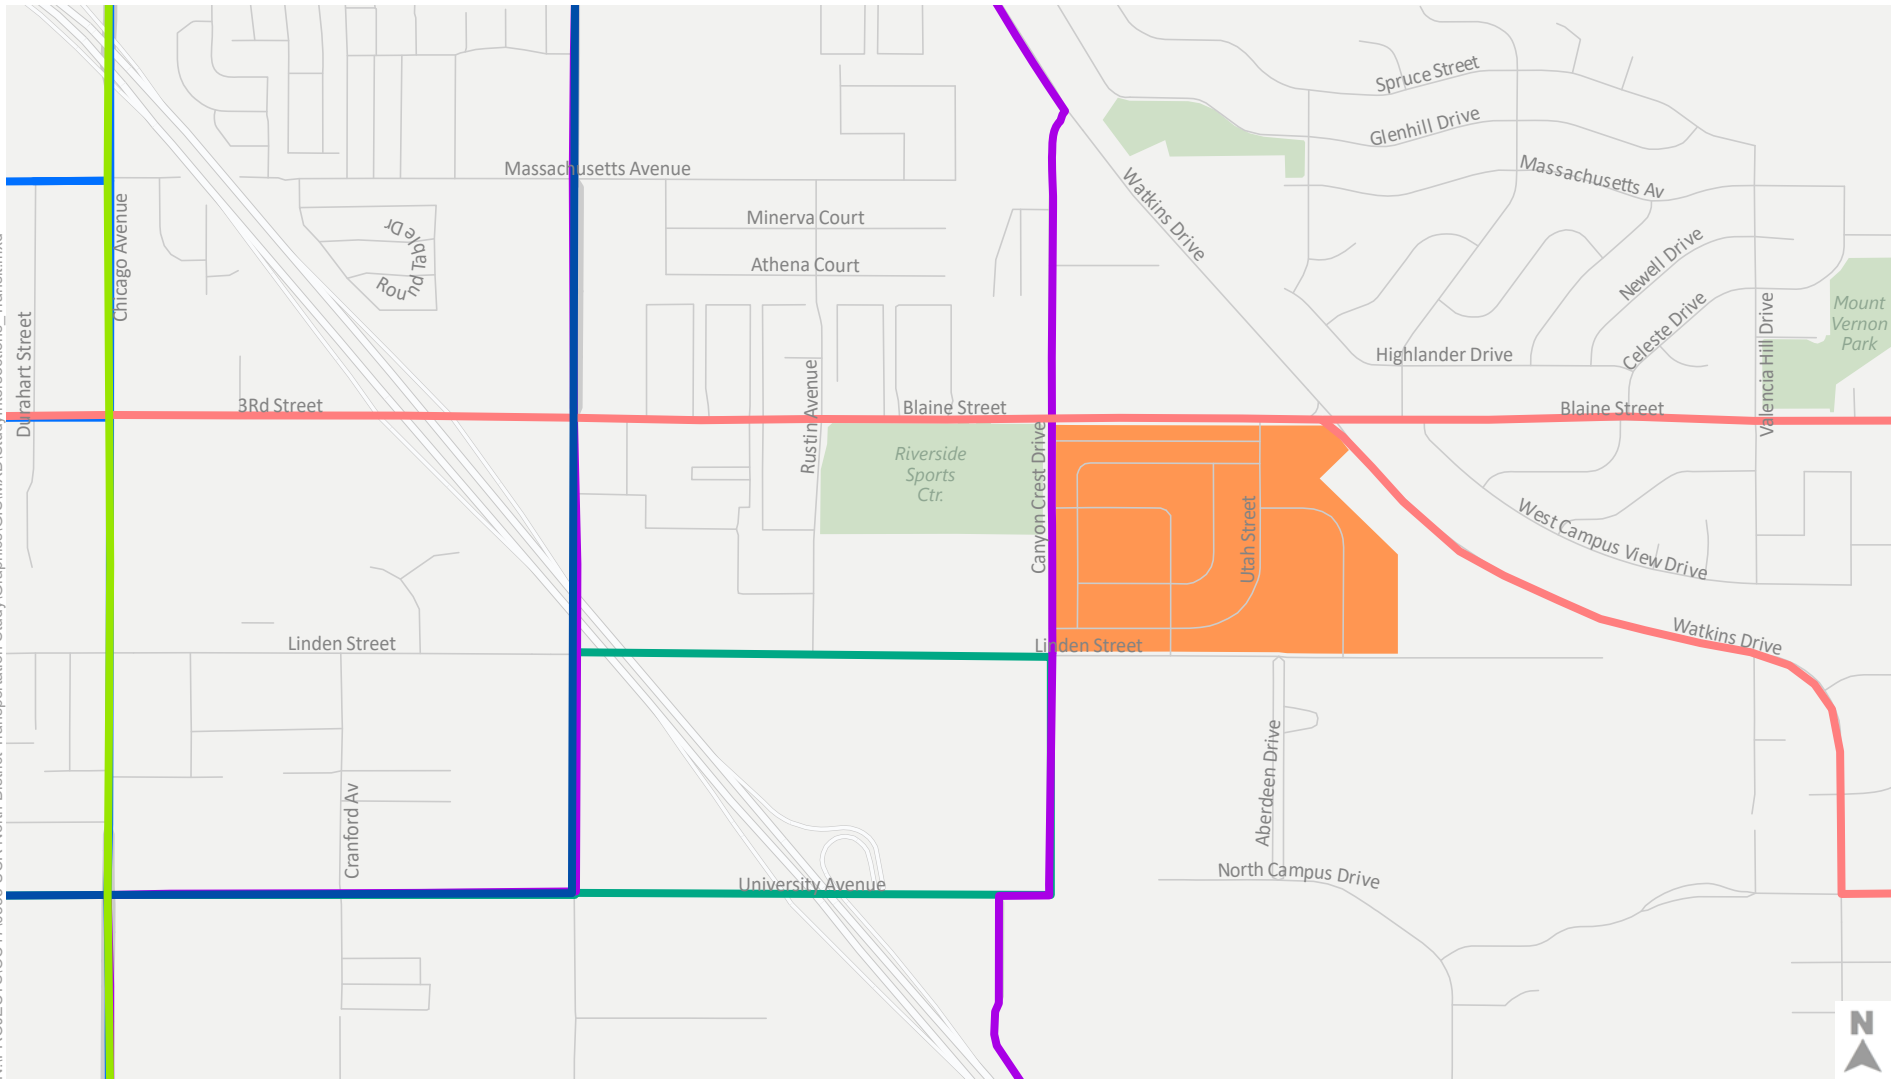 Spruce Street
Glenhill Drive
Massachusetts Avenue
Massachusetts Av
Watkins Drive
Minerva Court
Round Table Dr
Chicago Avenue
Athena Court
Newell Drive
Celeste Drive
Mount
Vernon
Park
Valencia Hill Drive
Durahart Street
Highlander Drive
Rustin Avenue
3Rd Street
Blaine Street
Blaine Street
Riverside
Sports
Ctr.
Canyon Crest Drive
Utah Street
West Campus View Drive
Linden Street
Linden Street
Watkins Drive
Aberdeen Drive
Cranford Av
University Avenue
North Campus Drive
N